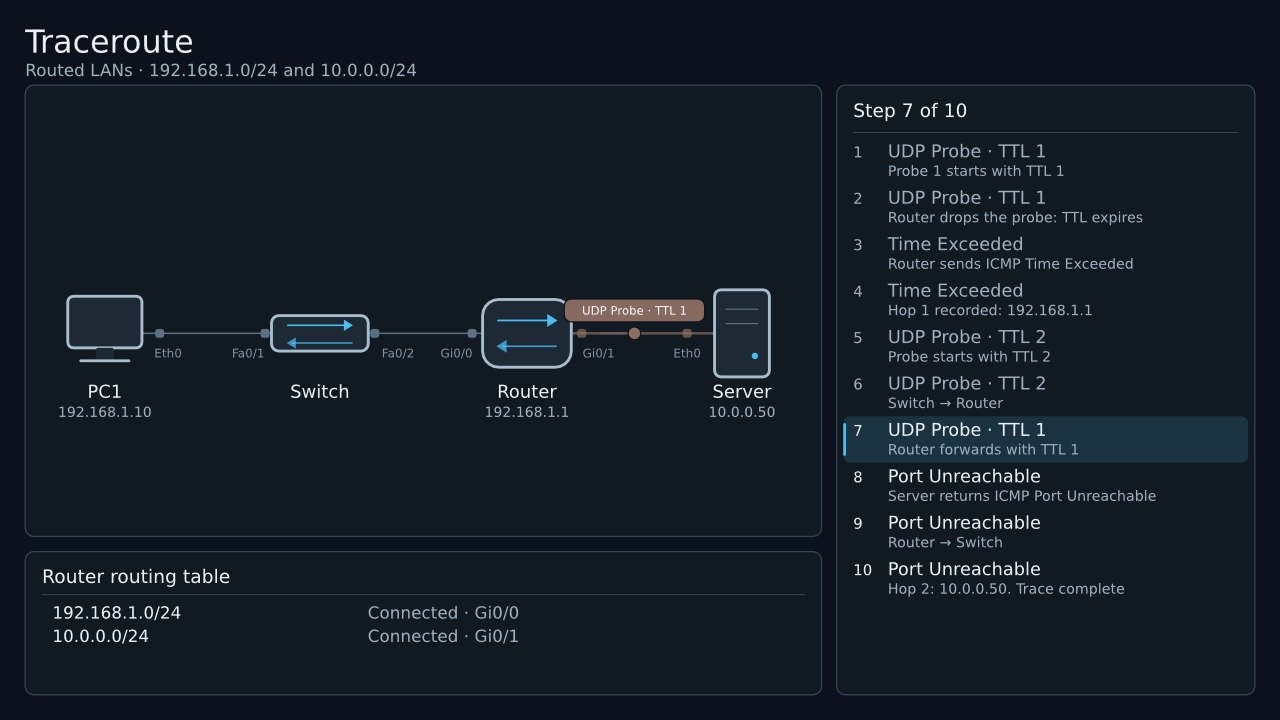 Traceroute
Routed LANs · 192.168.1.0/24 and 10.0.0.0/24
UDP Probe · TTL 1
Eth0
Fa0/1
Fa0/2
Gi0/0
Gi0/1
Eth0
PC1
192.168.1.10
Switch
Router
192.168.1.1
Server
10.0.0.50
Router routing table
192.168.1.0/24 Connected · Gi0/0
10.0.0.0/24 Connected · Gi0/1
Step 7 of 10
1 UDP Probe · TTL 1
Probe 1 starts with TTL 1
2 UDP Probe · TTL 1
Router drops the probe: TTL expires
3 Time Exceeded
Router sends ICMP Time Exceeded
4 Time Exceeded
Hop 1 recorded: 192.168.1.1
5 UDP Probe · TTL 2
Probe starts with TTL 2
6 UDP Probe · TTL 2
Switch → Router
7 UDP Probe · TTL 1
Router forwards with TTL 1
8 Port Unreachable
Server returns ICMP Port Unreachable
9 Port Unreachable
Router → Switch
10 Port Unreachable
Hop 2: 10.0.0.50. Trace complete